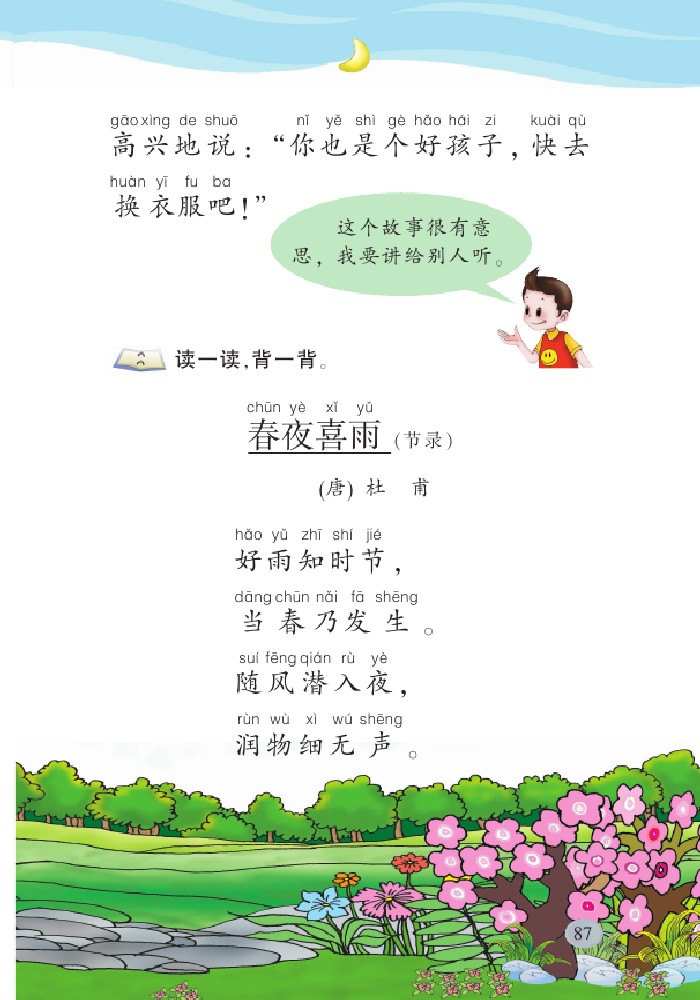 gāo xìng de shuō nǐ yě shì gè hǎo hái zi kuài qù
高兴地说：“你也是个好孩子，快去
huàn yī fu ba
换衣服吧！”
这个故事很有意
思，我要讲给别人听。
读一读，背一背。
chūn yè xǐ yǔ
春夜喜雨（节录）
(唐) 杜 甫
hǎo yǔ zhī shí jié
好雨知时节，
dāng chūn nǎi fā shēng
当春乃发生。
suí fēng qián rù yè
随风潜入夜，
rùn wù xì wú shēng
润物细无声。
87